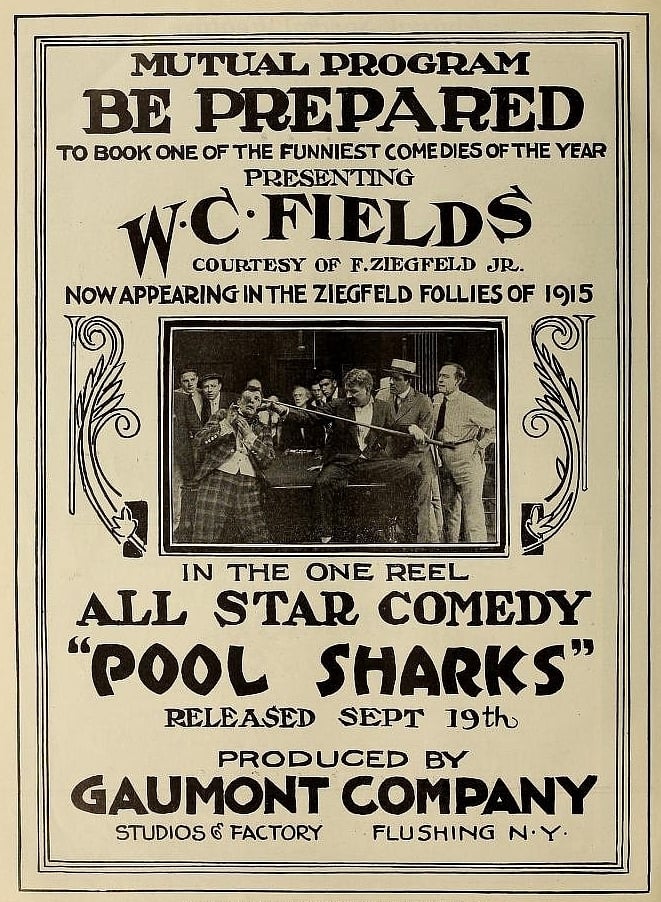 MUTUAL PROGRAM
BE PREPARED
TO BOOK ONE OF THE FUNNIEST COMEDIES OF THE YEAR
PRESENTING
W.C. FIELDS
COURTESY OF F. ZIEGFELD JR.
NOW APPEARING IN THE ZIEGFELD FOLLIES OF 1915
IN THE ONE REEL
ALL STAR COMEDY
"POOL SHARKS"
RELEASED SEPT 19th
PRODUCED BY
GAUMONT COMPANY
STUDIOS & FACTORY FLUSHING N.Y.